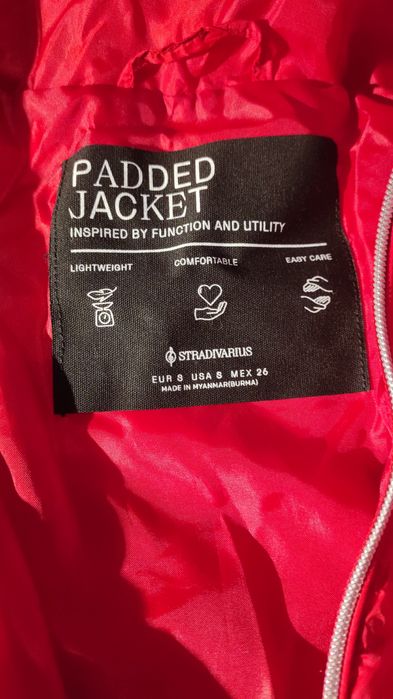 PADDED
JACKET
INSPIRED BY FUNCTION AND UTILITY
LIGHTWEIGHT COMFORTABLE EASY CARE
STRADIVARIUS
EUR S USA S MEX 26
MADE IN MYANMAR(BURMA)